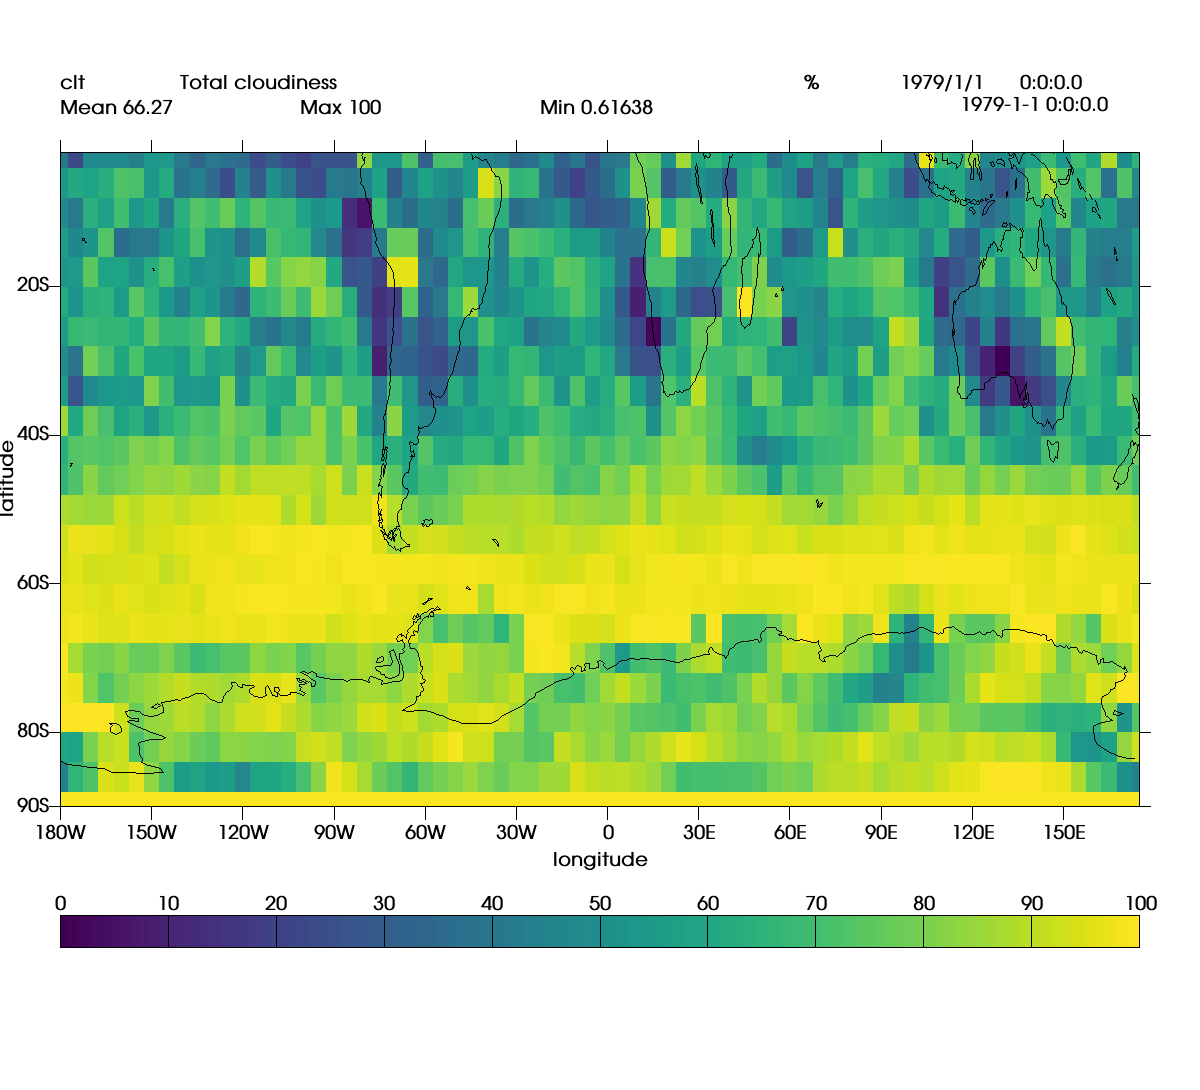 clt Total cloudiness % 1979/1/1 0:0:0.0
Mean 66.27 Max 100 Min 0.61638 1979-1-1 0:0:0.0
20S
40S
latitude
60S
80S
90S
180W 150W 120W 90W 60W 30W 0 30E 60E 90E 120E 150E
longitude
0 10 20 30 40 50 60 70 80 90 100